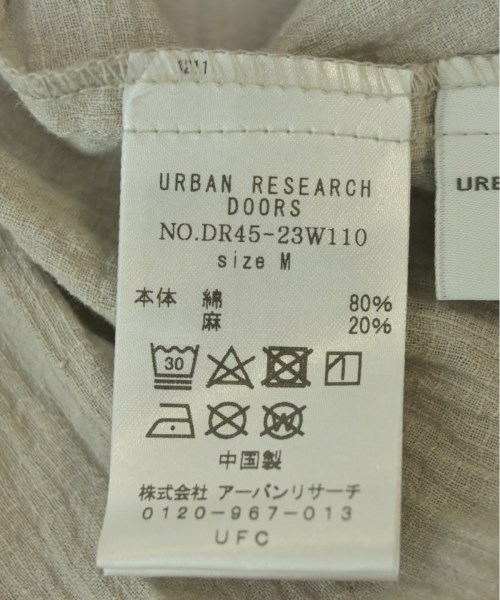 URBAN RESEARCH
DOORS
NO.DR45-23W110
size M
本体 綿 80%
麻 20%
30
W
中国製
株式会社 アーバンリサーチ
0120-967-013
UFC
URB